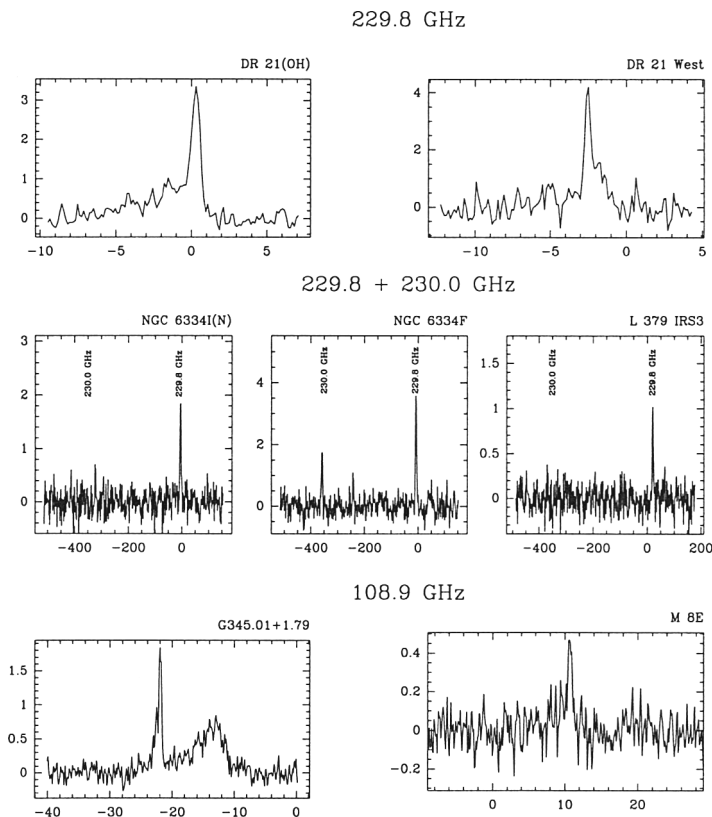 229.8 GHz
DR 21(OH)
3
2
1
0
−10 −5 0 5
DR 21 West
4
2
0
−10 −5 0 5
229.8 + 230.0 GHz
NGC 6334I(N)
230.0 GHz
229.8 GHz
3
2
1
0
−400 −200 0
NGC 6334F
230.0 GHz
229.8 GHz
4
2
0
−400 −200 0
L 379 IRS3
230.0 GHz
229.8 GHz
1.5
1
0.5
0
−400 −200 0 200
108.9 GHz
G345.01+1.79
1.5
1
0.5
0
−40 −30 −20 −10 0
M 8E
0.4
0.2
0
−0.2
0 10 20